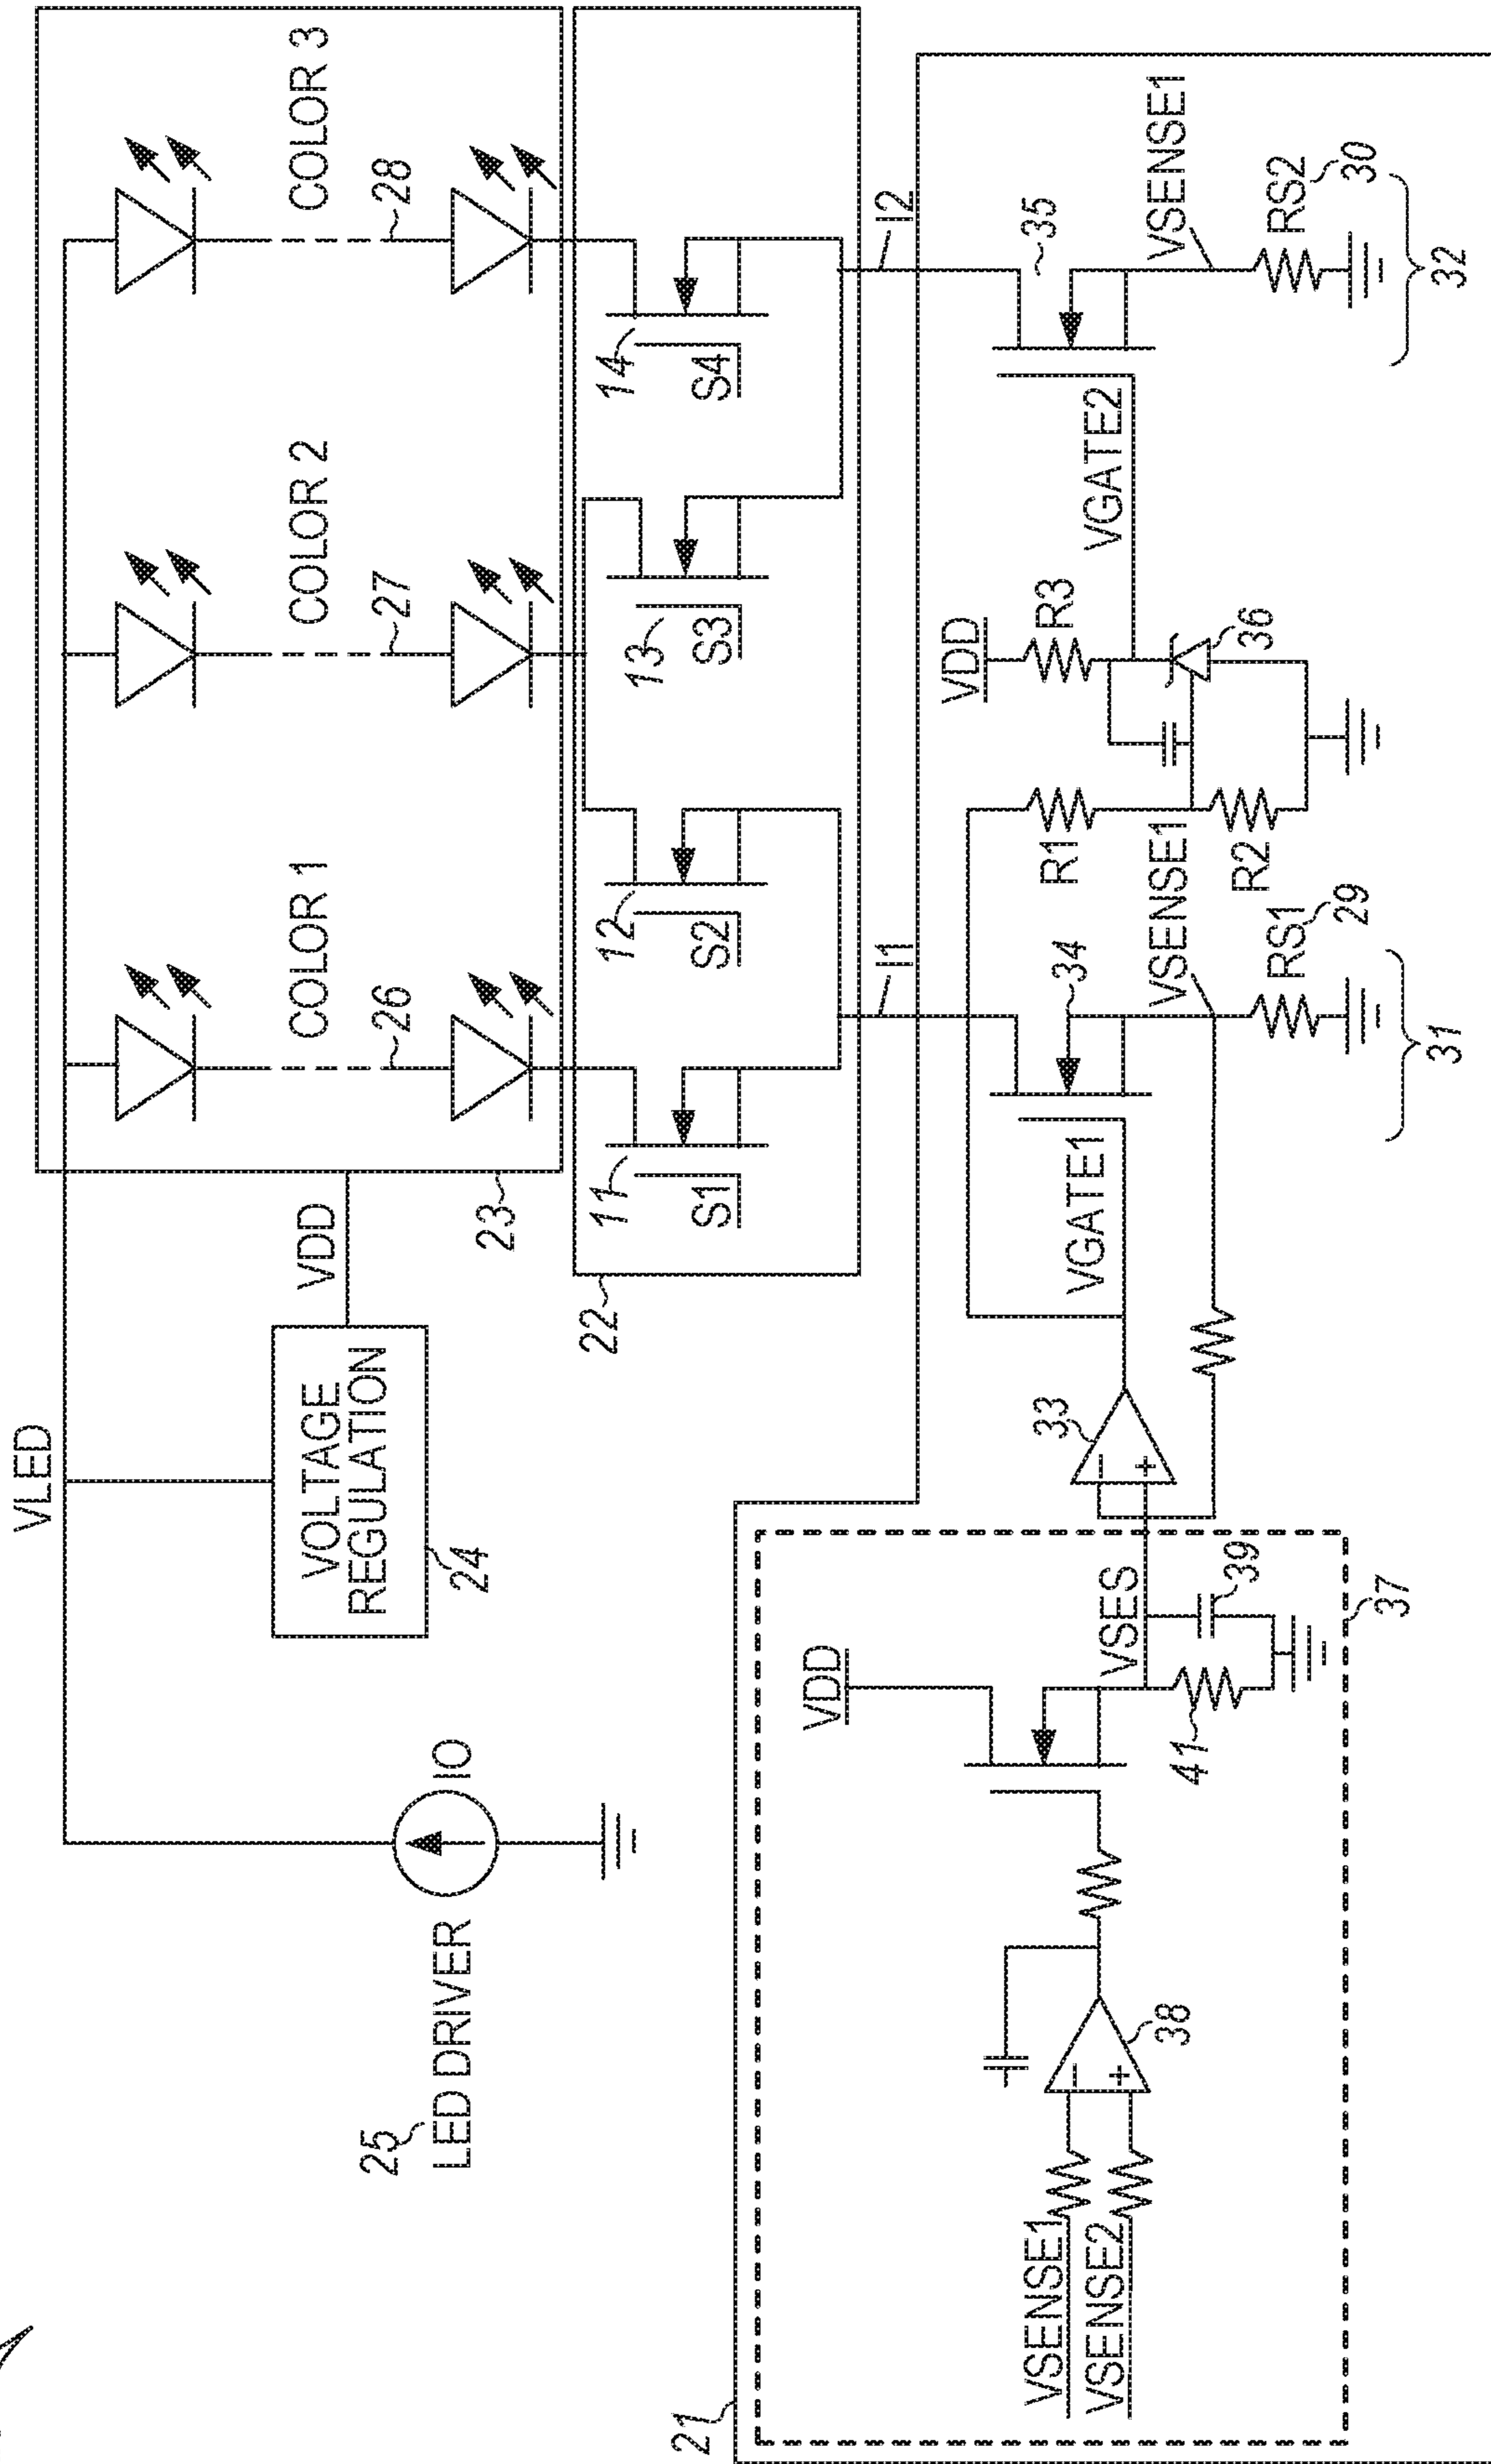 VLED
VOLTAGE
REGULATION
24
VDD
25
LED DRIVER
IO
COLOR 1
26
COLOR 2
27
COLOR 3
28
23
22
11
S1
12
S2
13
S3
14
S4
I1
I2
21
VSENSE1
VSENSE2
38
VDD
VSES
41
39
37
33
VGATE1
34
VSENSE1
RS1
29
31
R1
R2
VDD
R3
36
VGATE2
35
VSENSE1
RS2
30
32